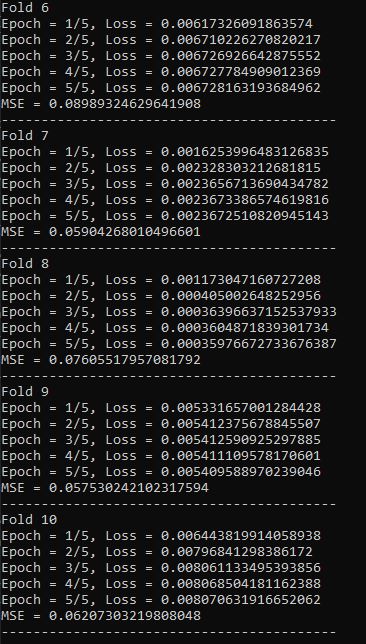 Fold 6
Epoch = 1/5, Loss = 0.00617326091863574
Epoch = 2/5, Loss = 0.006710226270820217
Epoch = 3/5, Loss = 0.006726926642875552
Epoch = 4/5, Loss = 0.006727784909012369
Epoch = 5/5, Loss = 0.006728163193684962
MSE = 0.08989324629641908
---------------------------------------
Fold 7
Epoch = 1/5, Loss = 0.0016253996483126835
Epoch = 2/5, Loss = 0.002328303212681815
Epoch = 3/5, Loss = 0.0023656713690434782
Epoch = 4/5, Loss = 0.0023673386574619816
Epoch = 5/5, Loss = 0.0023672510820945143
MSE = 0.05904268010496601
---------------------------------------
Fold 8
Epoch = 1/5, Loss = 0.001173047160727208
Epoch = 2/5, Loss = 0.000405002648252956
Epoch = 3/5, Loss = 0.00036396637152537933
Epoch = 4/5, Loss = 0.0003604871839301734
Epoch = 5/5, Loss = 0.00035976672733676387
MSE = 0.07605517957081792
---------------------------------------
Fold 9
Epoch = 1/5, Loss = 0.005331657001284428
Epoch = 2/5, Loss = 0.005412375678845507
Epoch = 3/5, Loss = 0.005412590925297885
Epoch = 4/5, Loss = 0.005411109578170601
Epoch = 5/5, Loss = 0.005409588970239046
MSE = 0.057530242102317594
---------------------------------------
Fold 10
Epoch = 1/5, Loss = 0.006443819914058938
Epoch = 2/5, Loss = 0.00796841298386172
Epoch = 3/5, Loss = 0.008061133495393856
Epoch = 4/5, Loss = 0.008068504181162388
Epoch = 5/5, Loss = 0.008070631916652062
MSE = 0.06207303219808048
---------------------------------------